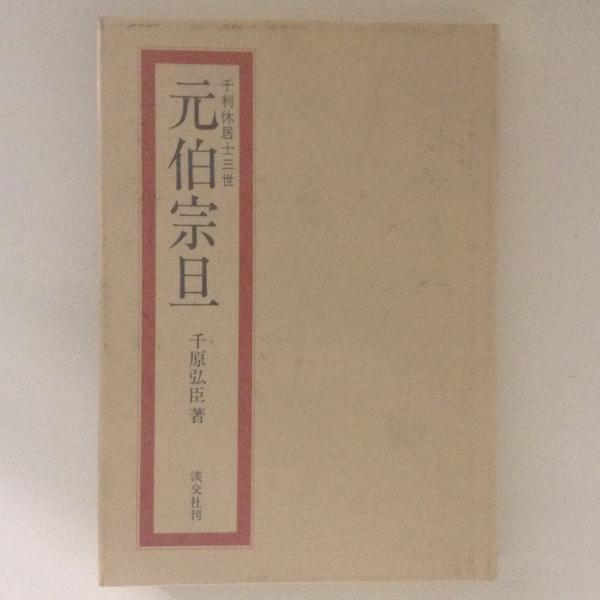 千利休居士三世
元伯宗旦
千原弘臣著
淡交社刊